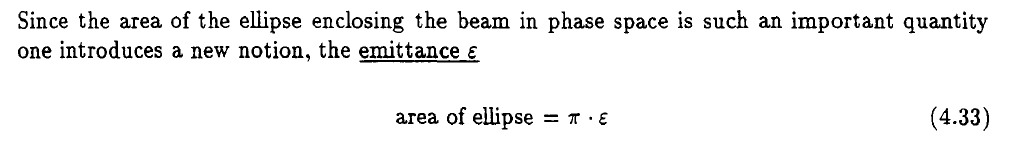 Since the area of the ellipse enclosing the beam in phase space is such an important quantity
one introduces a new notion, the emittance ε
area of ellipse = π · ε (4.33)